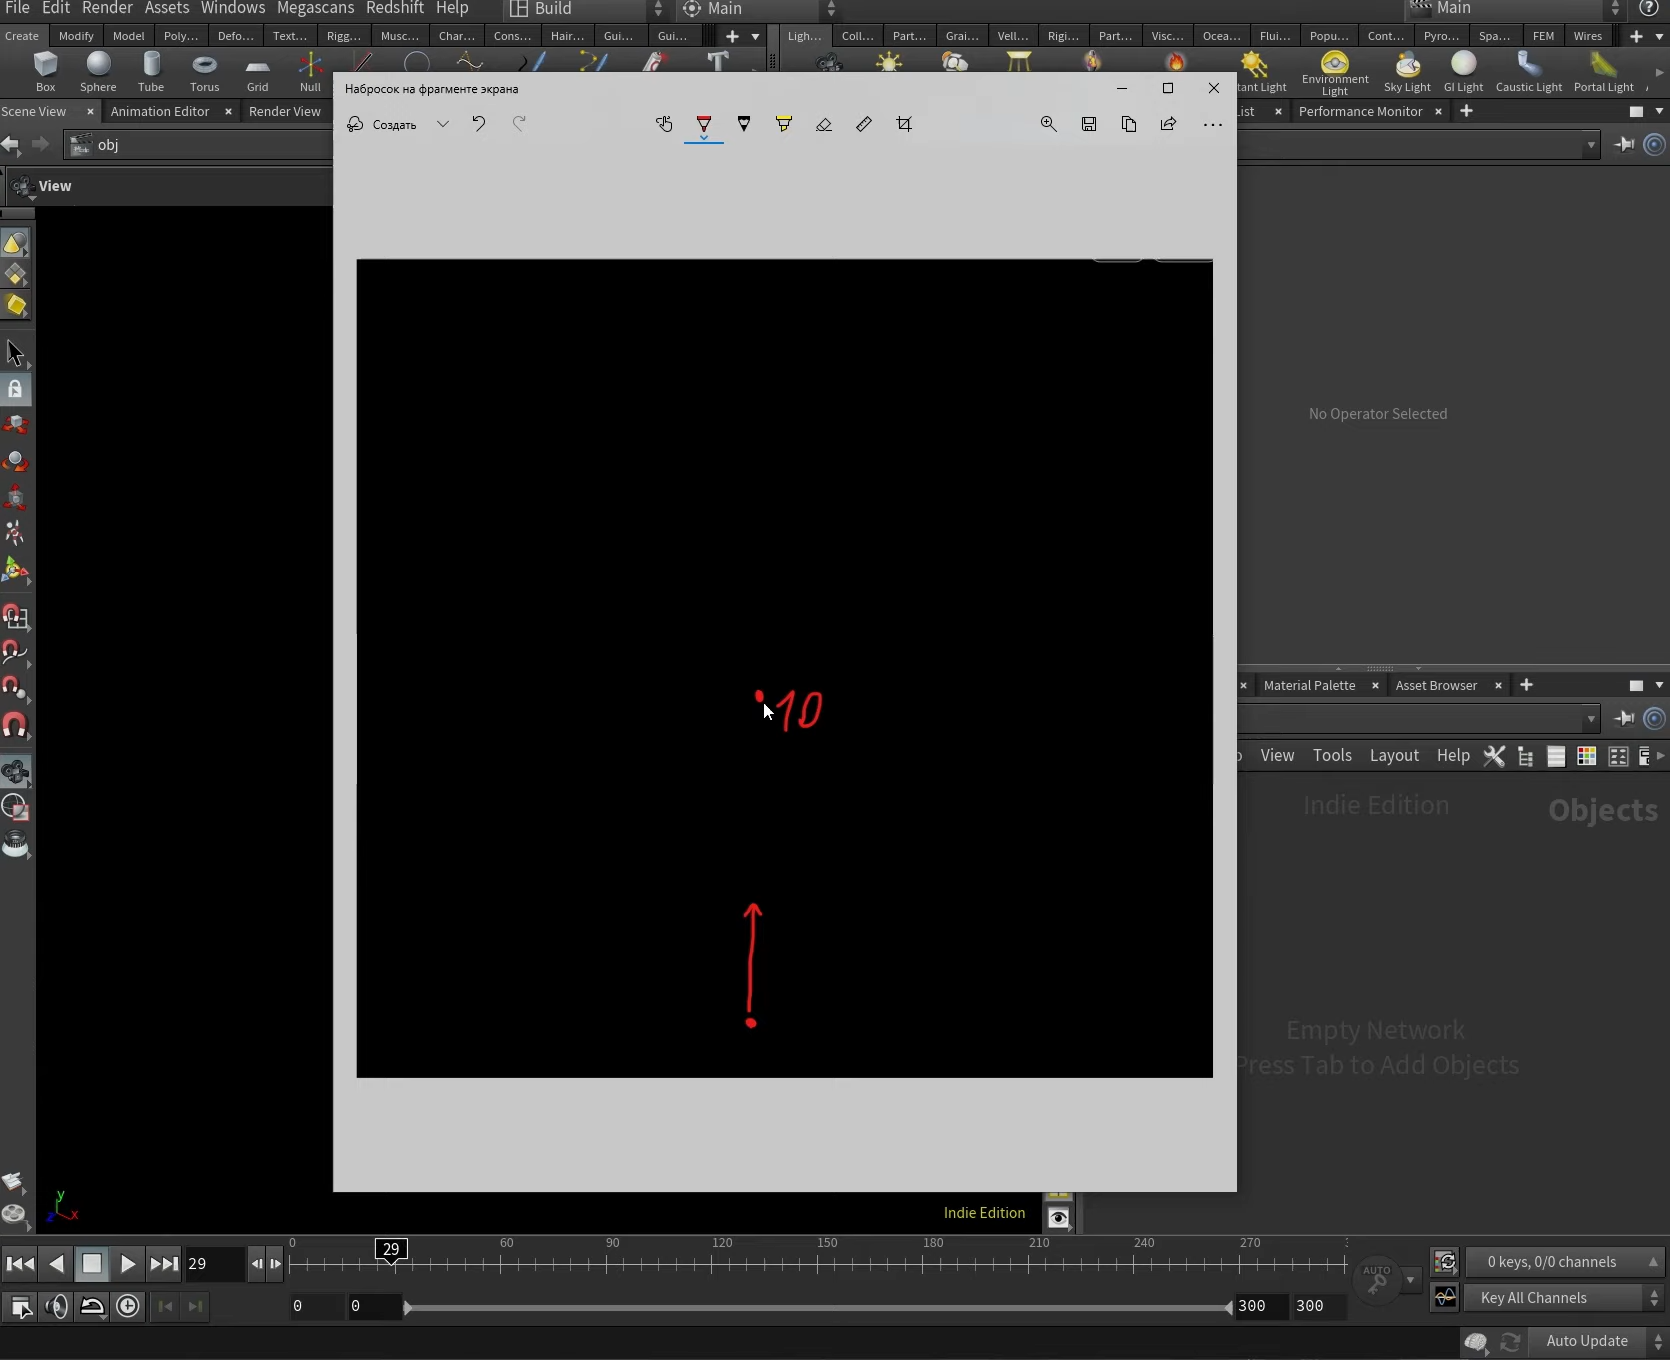 File Edit Render Assets Windows Megascans Redshift Help Build Main Main
Create Modify Model Poly... Defo... Text... Rigg... Musc... Char... Cons... Hair... Gui... Gui... Ligh... Coll... Part... Grai... Vell... Rigi... Part... Visc... Ocea... Flui... Popu... Cont... Pyro... Spa... FEM Wires
Box Sphere Tube Torus Grid Null tant Light Environment Light Sky Light GI Light Caustic Light Portal Light
Scene View Animation Editor Render View ist Performance Monitor
obj
View
Набросок на фрагменте экрана
Создать
No Operator Selected
10
Material Palette Asset Browser
View Tools Layout Help
Indie Edition Objects
Empty Network
Press Tab to Add Objects
y
z x
Indie Edition
29 0 29 60 90 120 150 180 210 240 270
AUTO
0 keys, 0/0 channels
0 0 300 300
Key All Channels
Auto Update